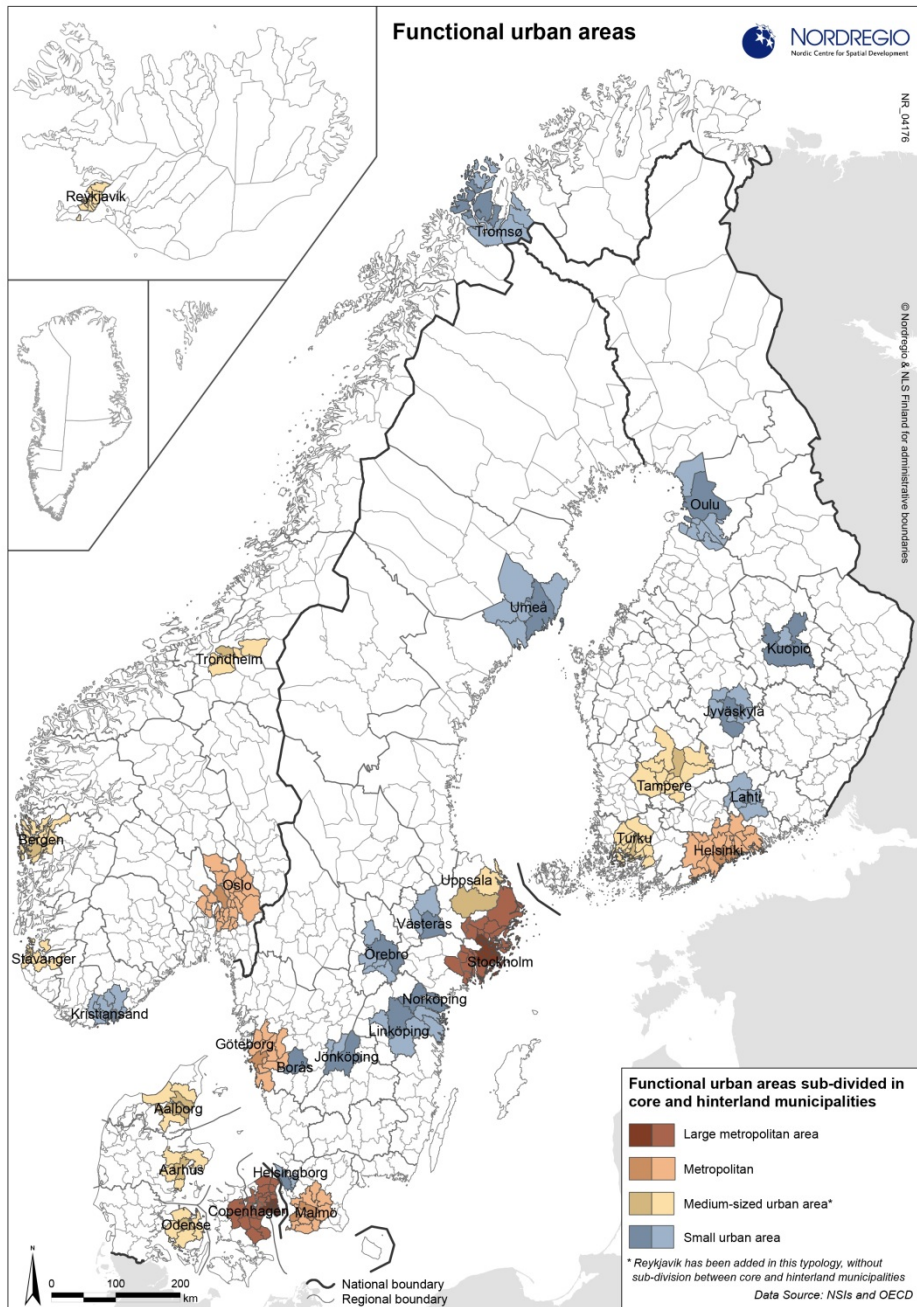 Functional urban areas
NORDREGIO
Nordic Centre for Spatial Development
NR_04176
Reykjavik
Tromsø
© Nordregio & NLS Finland for administrative boundaries
Oulu
Umeå
Kuopio
Trondheim
Jyväskylä
Tampere
Lahti
Bergen
Turku
Helsinki
Oslo
Uppsala
Västerås
Stavanger
Örebro
Stockholm
Kristiansand
Norköping
Linköping
Göteborg
Jönköping
Borås
Aalborg
Aarhus
Helsingborg
Copenhagen
Malmö
Odense
Functional urban areas sub-divided in
core and hinterland municipalities
Large metropolitan area
Metropolitan
Medium-sized urban area*
Small urban area
* Reykjavik has been added in this typology, without
sub-division between core and hinterland municipalities
Data Source: NSIs and OECD
N
0 50 100 200
km
National boundary
Regional boundary